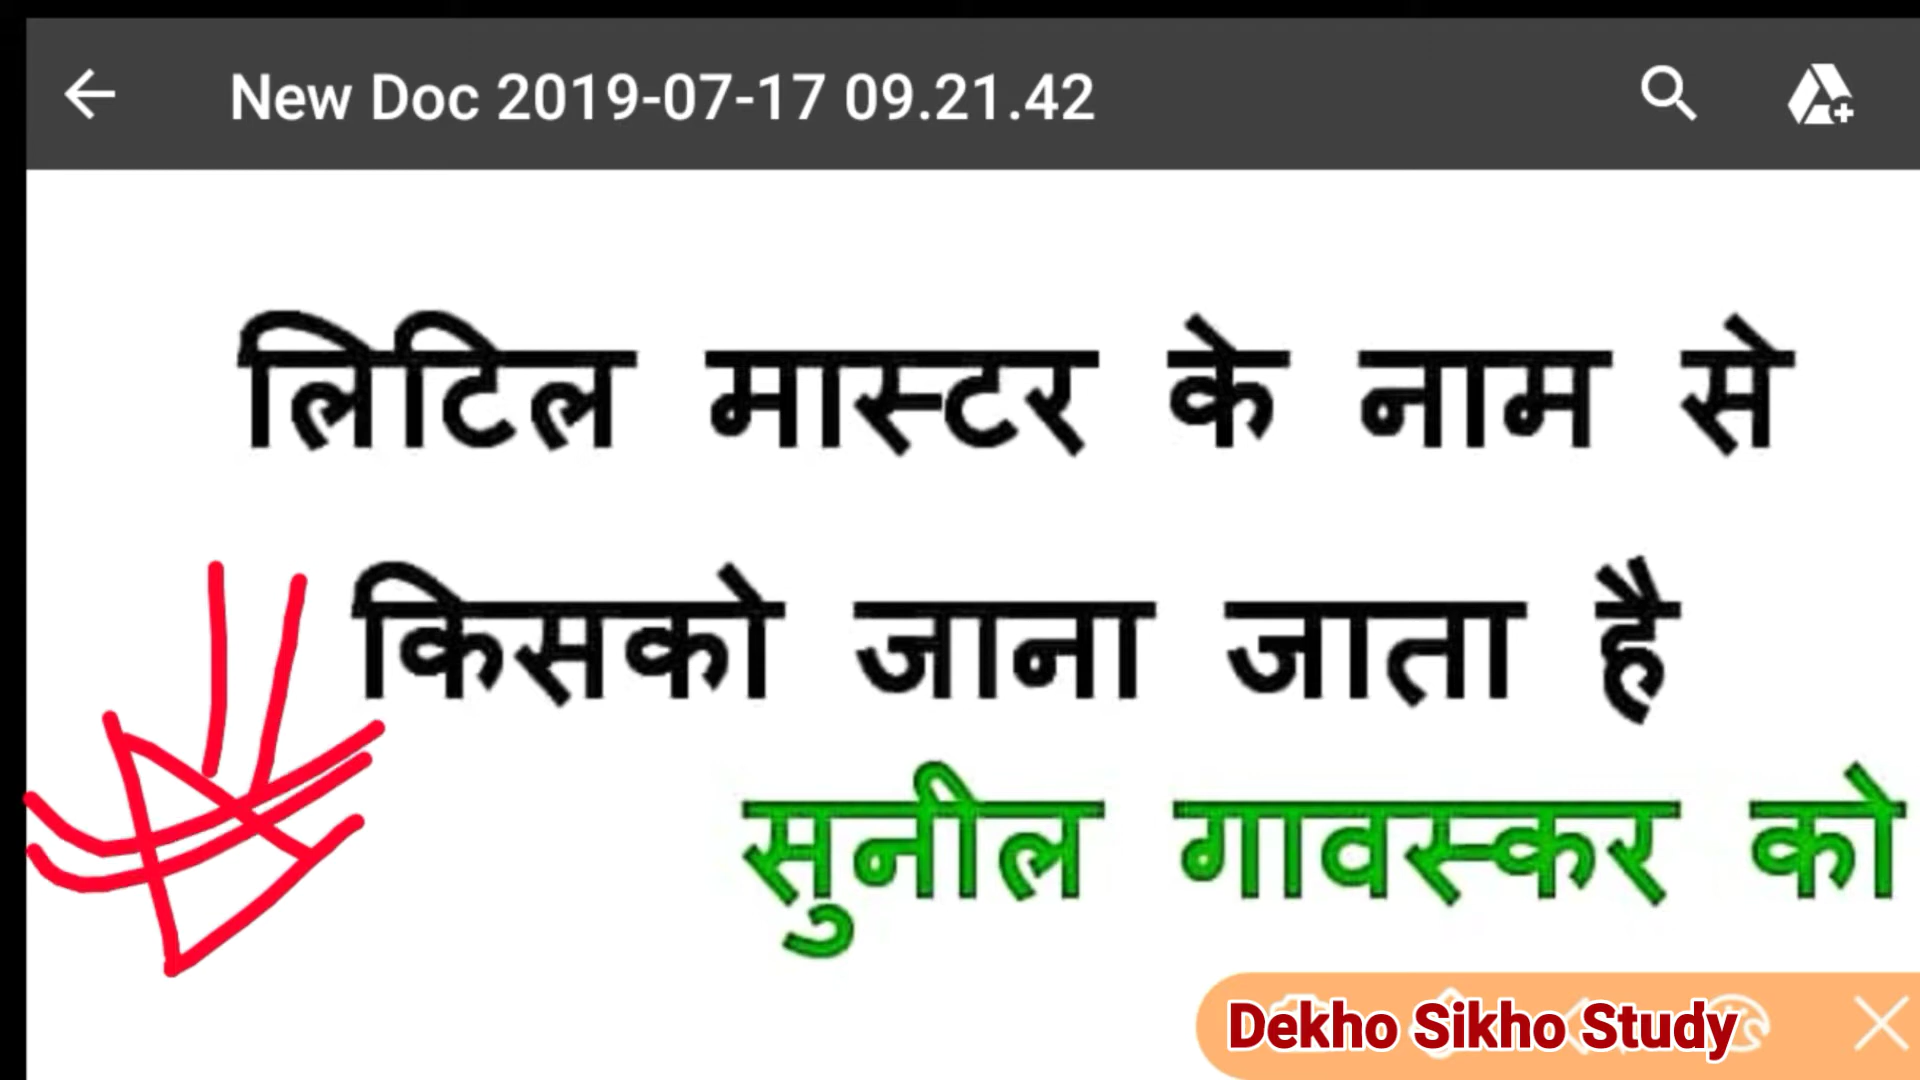 New Doc 2019-07-17 09.21.42
लिटिल मास्टर के नाम से
किसको जाना जाता है
सुनील गावस्कर को
Dekho Sikho Study